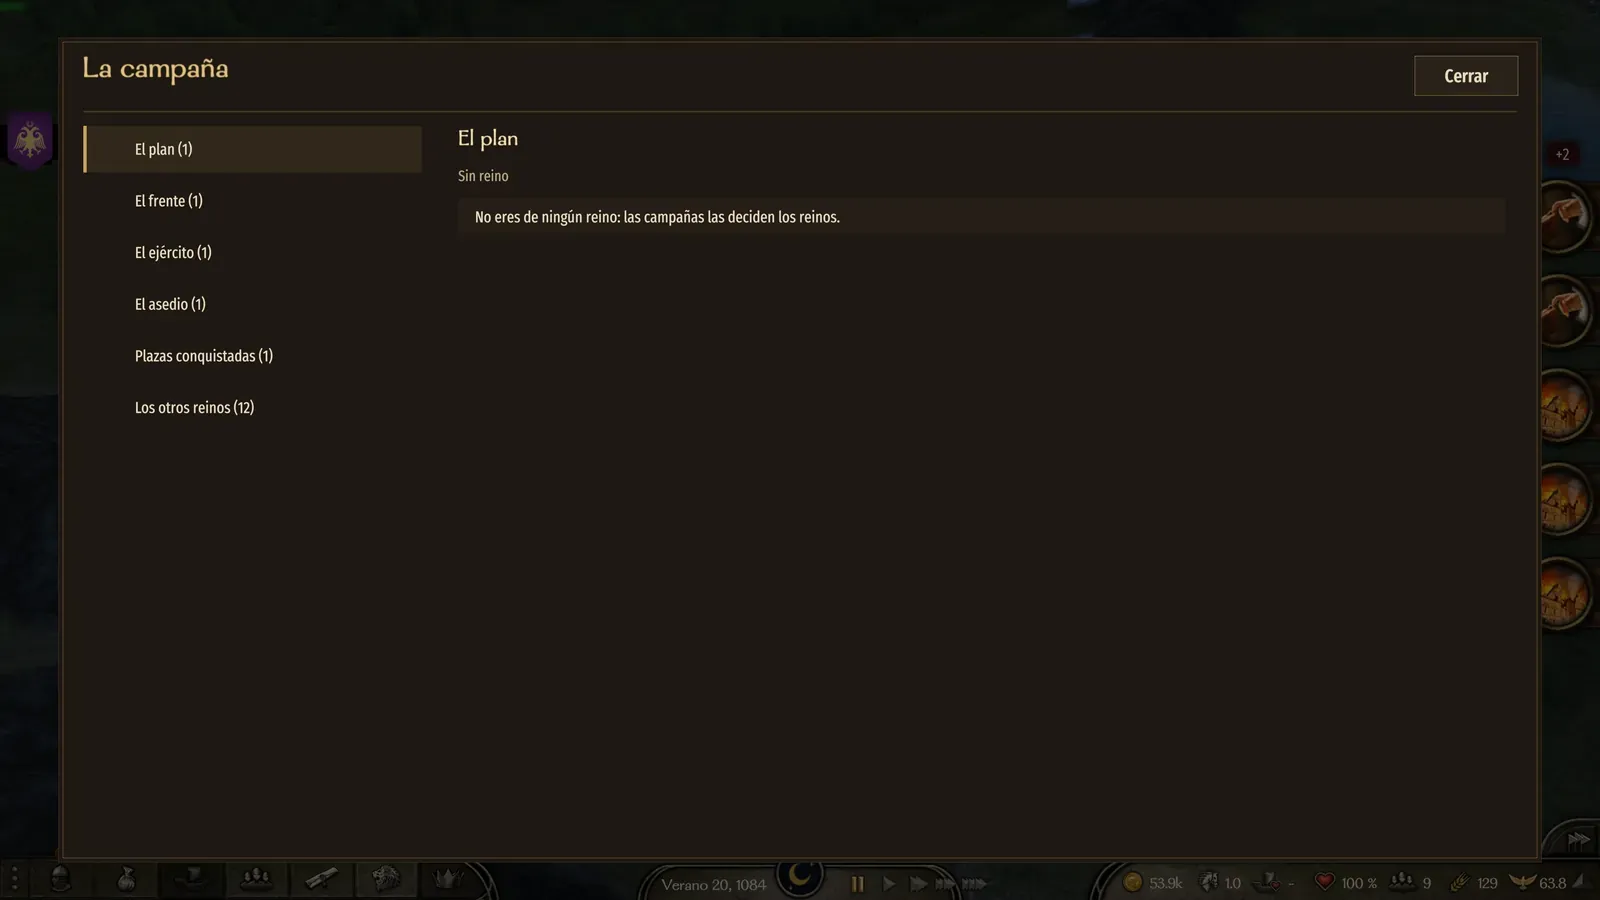 La campaña
Cerrar
El plan (1)
El frente (1)
El ejército (1)
El asedio (1)
Plazas conquistadas (1)
Los otros reinos (12)
El plan
Sin reino
No eres de ningún reino: las campañas las deciden los reinos.
+2
Verano 20, 1084
53.9k
1.0
-
100 %
9
129
63.8